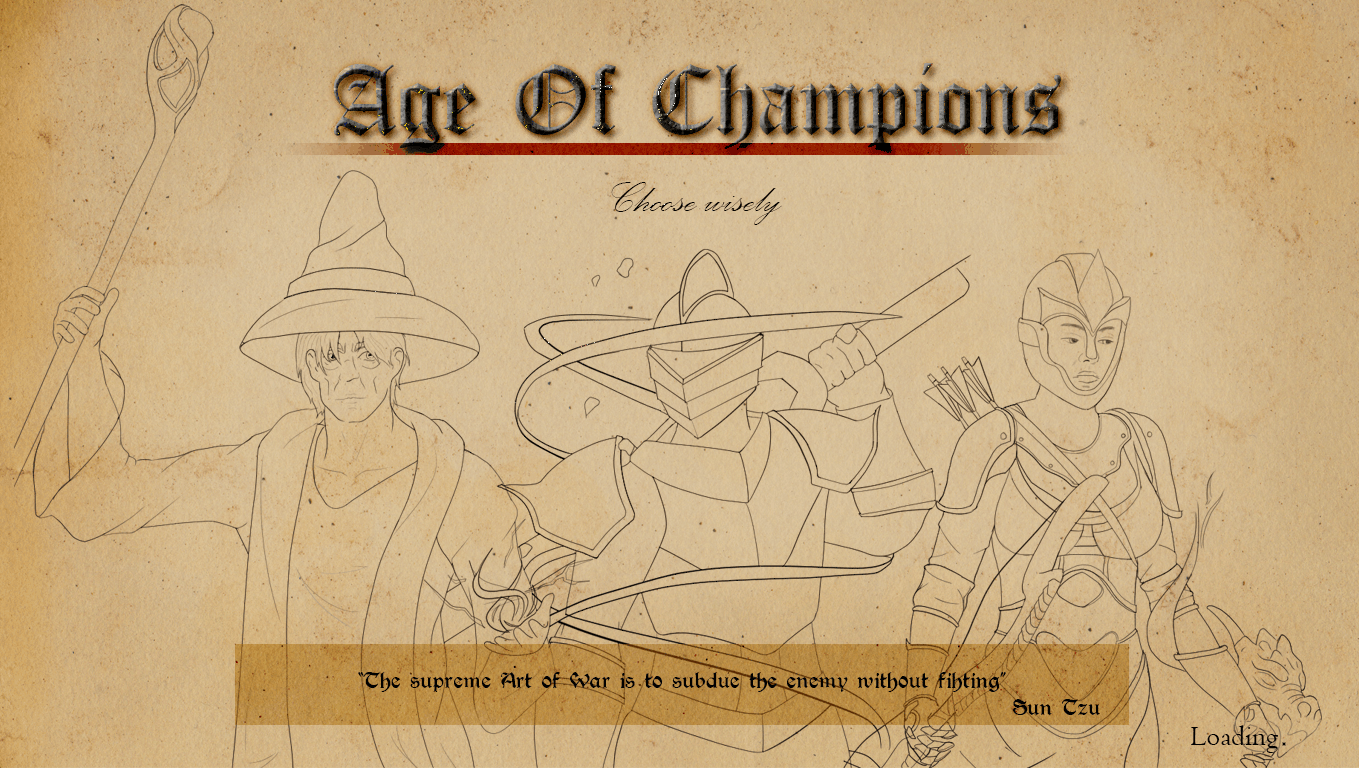 Age Of Champions
Choose wisely
"The supreme Art of War is to subdue the enemy without fihting"
Sun Tzu
Loading.